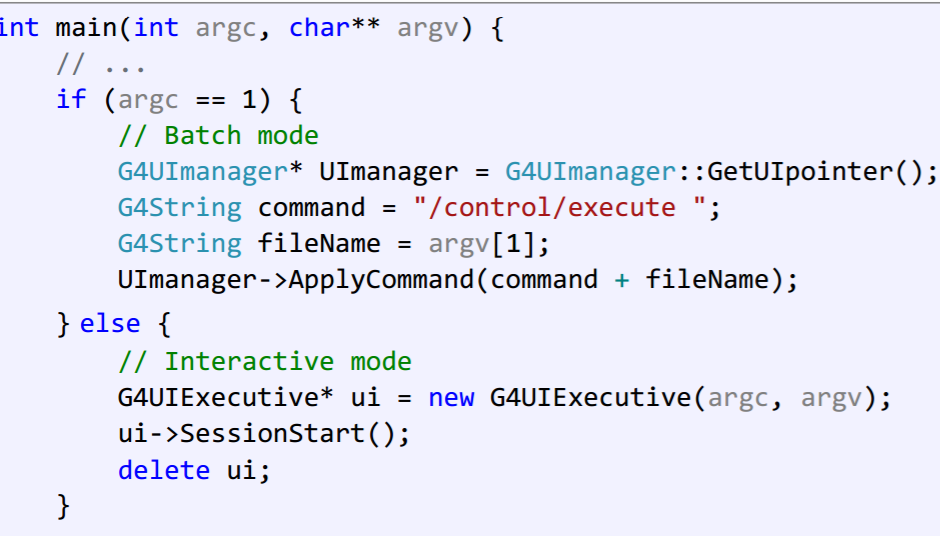 int main(int argc, char** argv) {
    // ...
    if (argc == 1) {
        // Batch mode
        G4UImanager* UImanager = G4UImanager::GetUIpointer();
        G4String command = "/control/execute ";
        G4String fileName = argv[1];
        UImanager->ApplyCommand(command + fileName);
    } else {
        // Interactive mode
        G4UIExecutive* ui = new G4UIExecutive(argc, argv);
        ui->SessionStart();
        delete ui;
    }